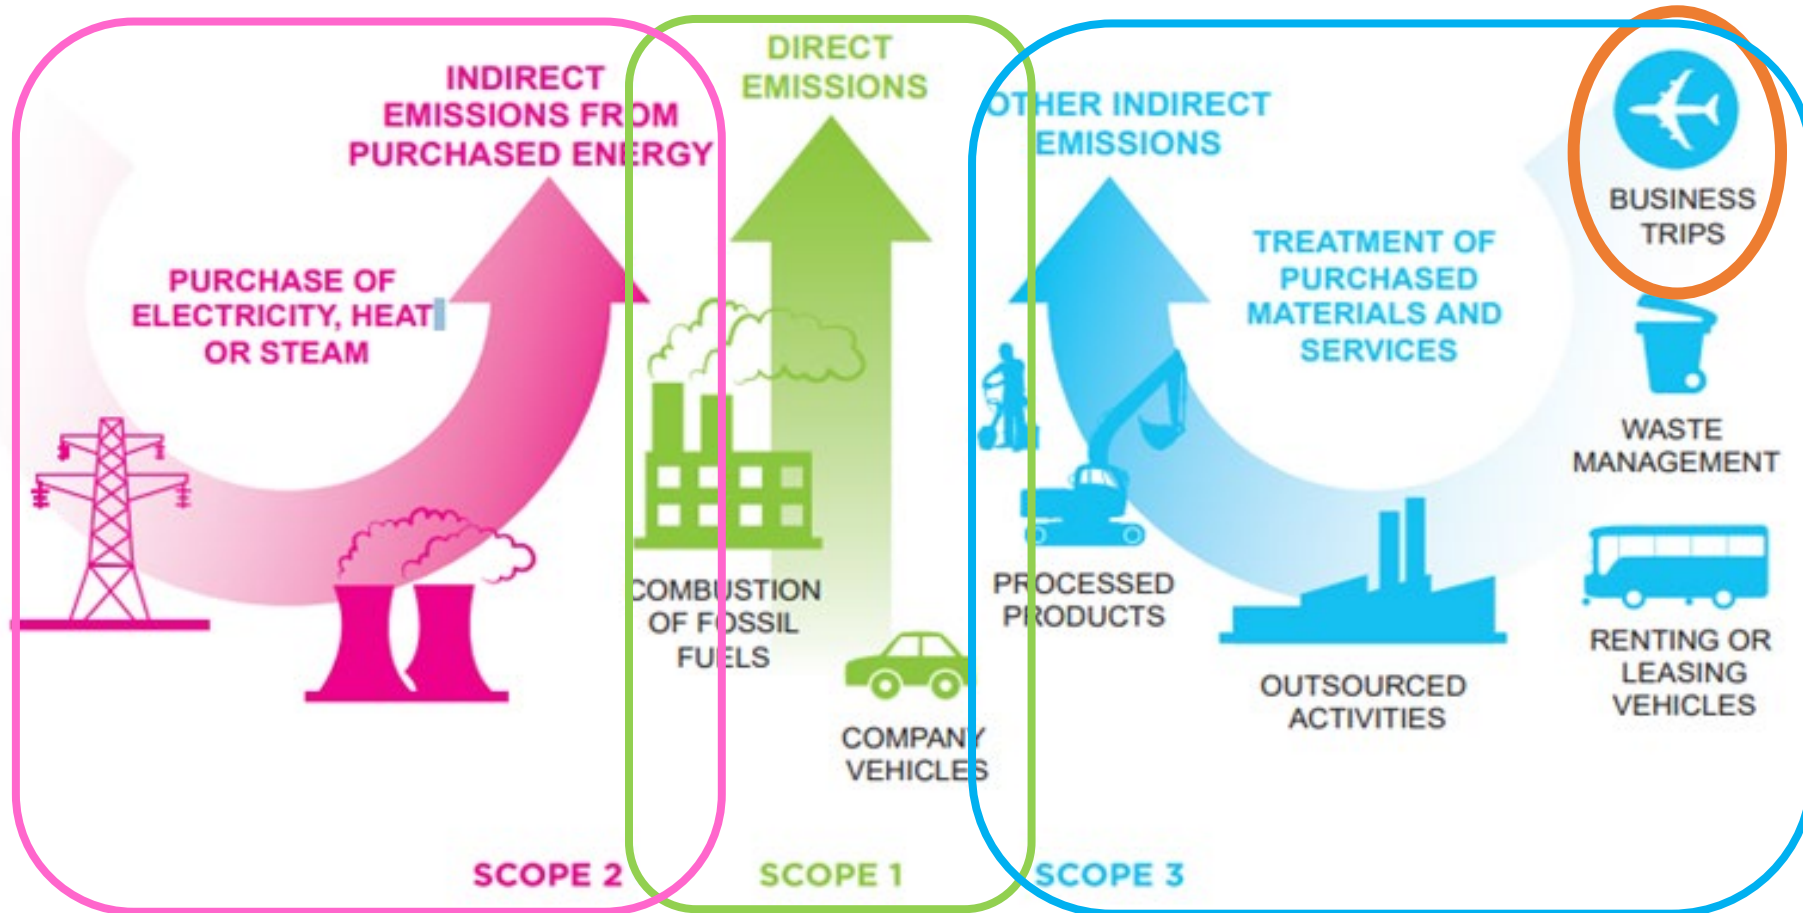 INDIRECT
EMISSIONS FROM
PURCHASED ENERGY
PURCHASE OF
ELECTRICITY, HEAT
OR STEAM
SCOPE 2
DIRECT
EMISSIONS
COMBUSTION
OF FOSSIL
FUELS
COMPANY
VEHICLES
SCOPE 1
OTHER INDIRECT
EMISSIONS
TREATMENT OF
PURCHASED
MATERIALS AND
SERVICES
PROCESSED
PRODUCTS
OUTSOURCED
ACTIVITIES
BUSINESS
TRIPS
WASTE
MANAGEMENT
RENTING OR
LEASING
VEHICLES
SCOPE 3